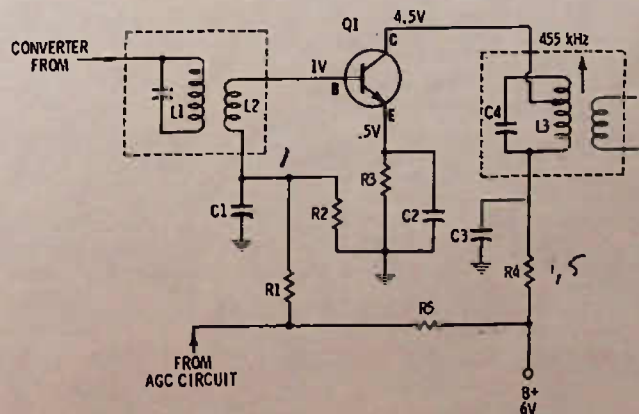 CONVERTER
FROM
L1
L2
1V
B
Q1
C
4.5V
E
.5V
455 kHz
C4
L3
C1
R2
R3
C2
C3
R4
1,5
R1
R5
FROM
AGC CIRCUIT
B+
6V